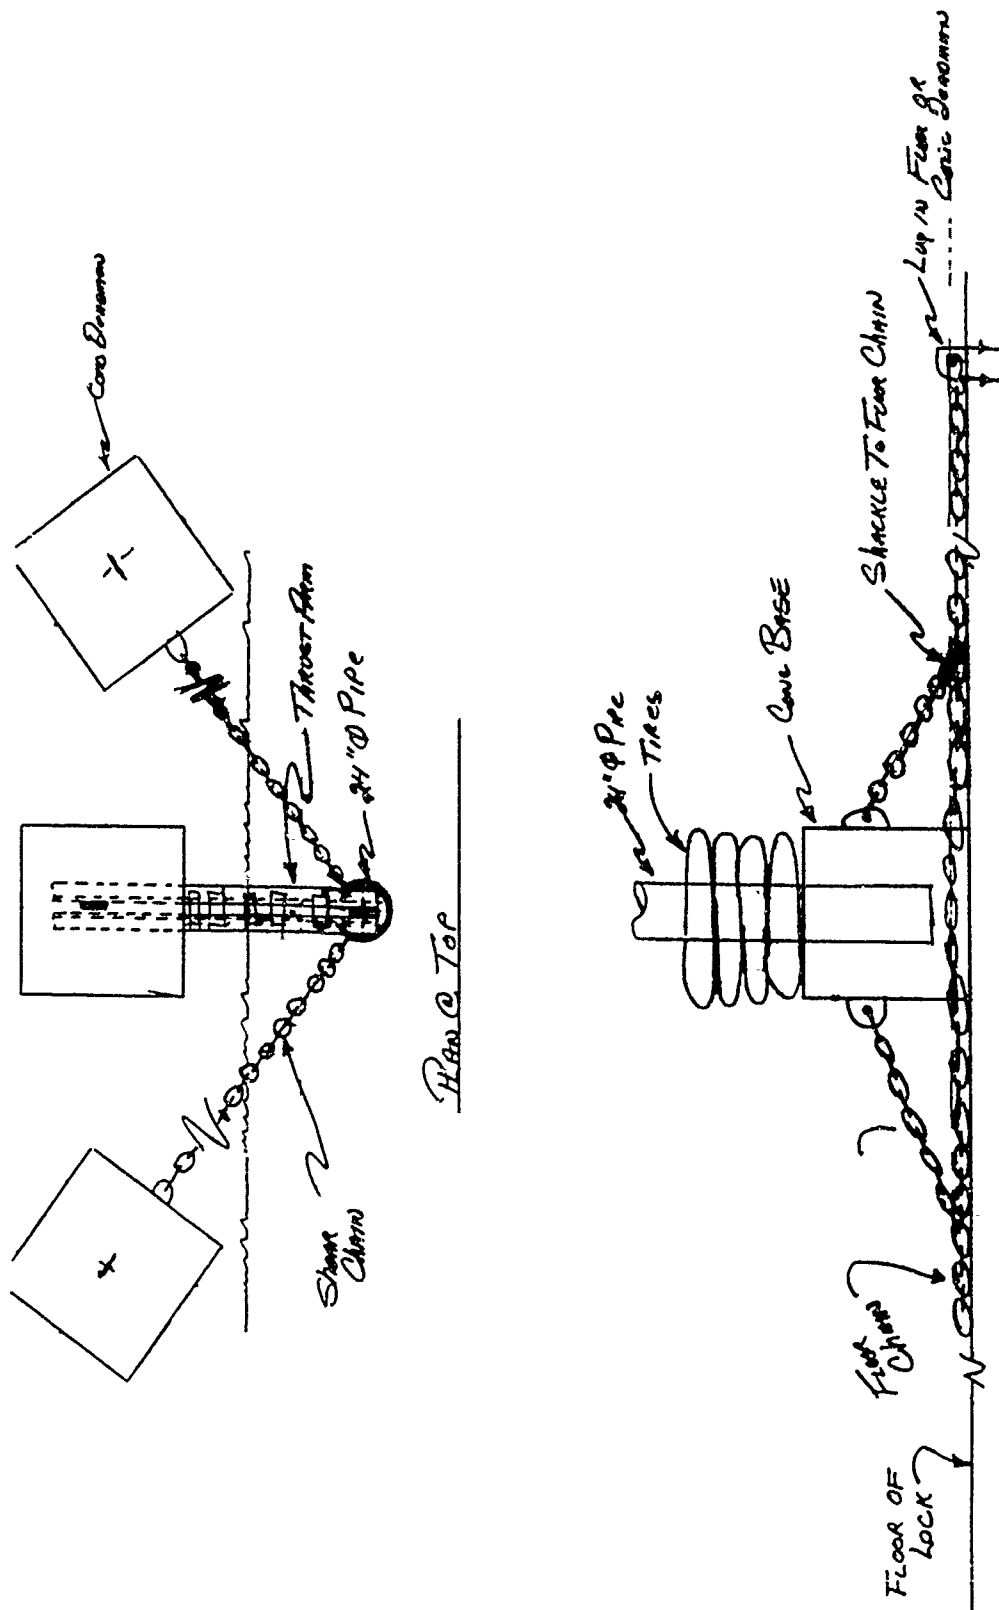 Conc Deadman
Thrust Arm
24"Φ Pipe
Shear
Chain
Plan @ Top
24"Φ Pipe
Tires
Conc Base
Shackle To Floor Chain
Lug in Floor or
Conc Deadman
Floor
Chain
Floor of
Lock